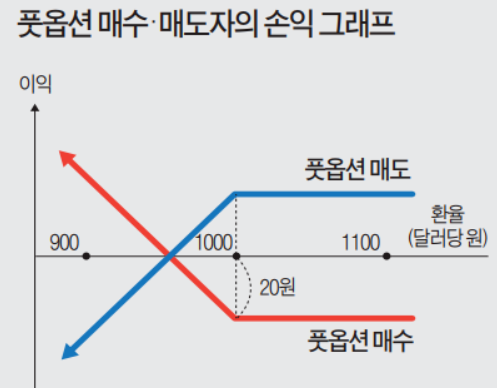 풋옵션 매수·매도자의 손익 그래프
이익
풋옵션 매도
환율
(달러당 원)
900
1000
1100
20원
풋옵션 매수